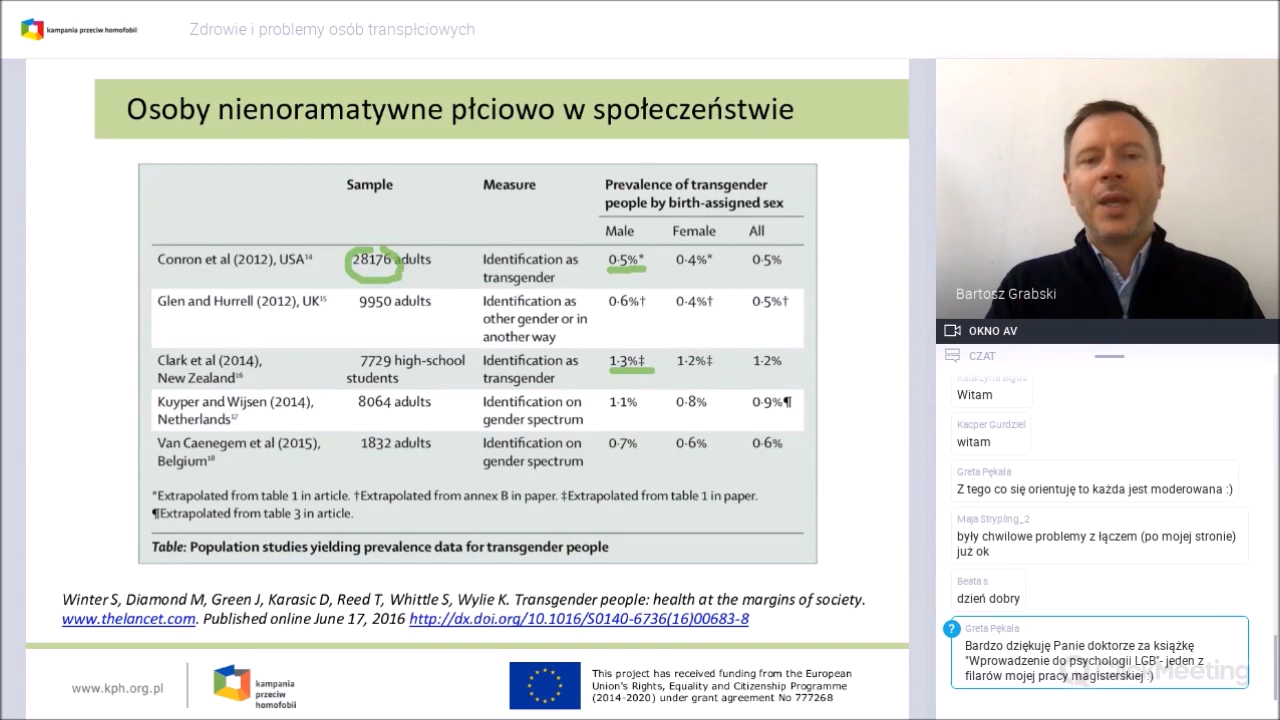 kampania przeciw homofobii
Zdrowie i problemy osób transpłciowych
Osoby nienoramatywne płciowo w społeczeństwie
Sample Measure Prevalence of transgender
people by birth-assigned sex
Male Female All
Conron et al (2012), USA¹⁴ 28176 adults Identification as 0·5%* 0·4%* 0·5%
transgender
Glen and Hurrell (2012), UK¹⁵ 9950 adults Identification as 0·6%† 0·4%† 0·5%†
other gender or in
another way
Clark et al (2014), 7729 high-school Identification as 1·3%‡ 1·2%‡ 1·2%
New Zealand¹⁶ students transgender
Kuyper and Wijsen (2014), 8064 adults Identification on 1·1% 0·8% 0·9%¶
Netherlands¹⁷ gender spectrum
Van Caenegem et al (2015), 1832 adults Identification on 0·7% 0·6% 0·6%
Belgium¹⁸ gender spectrum
*Extrapolated from table 1 in article. †Extrapolated from annex B in paper. ‡Extrapolated from table 1 in paper.
¶Extrapolated from table 3 in article.
Table: Population studies yielding prevalence data for transgender people
Winter S, Diamond M, Green J, Karasic D, Reed T, Whittle S, Wylie K. Transgender people: health at the margins of society.
www.thelancet.com. Published online June 17, 2016 http://dx.doi.org/10.1016/S0140-6736(16)00683-8
www.kph.org.pl
kampania
przeciw
homofobii
This project has received funding from the European
Union's Rights, Equality and Citizenship Programme
(2014-2020) under grant agreement No 777268
Bartosz Grabski
OKNO AV
CZAT
Witam
Kacper Gurdziel
witam
Greta Pękala
Z tego co się orientuję to każda jest moderowana :)
Maja Strypling_2
były chwilowe problemy z łączem (po mojej stronie)
już ok
Beata s
dzień dobry
?
Greta Pękala
Bardzo dziękuję Panie doktorze za książkę
"Wprowadzenie do psychologii LGB"- jeden z
filarów mojej pracy magisterskiej :)
ClickMeeting